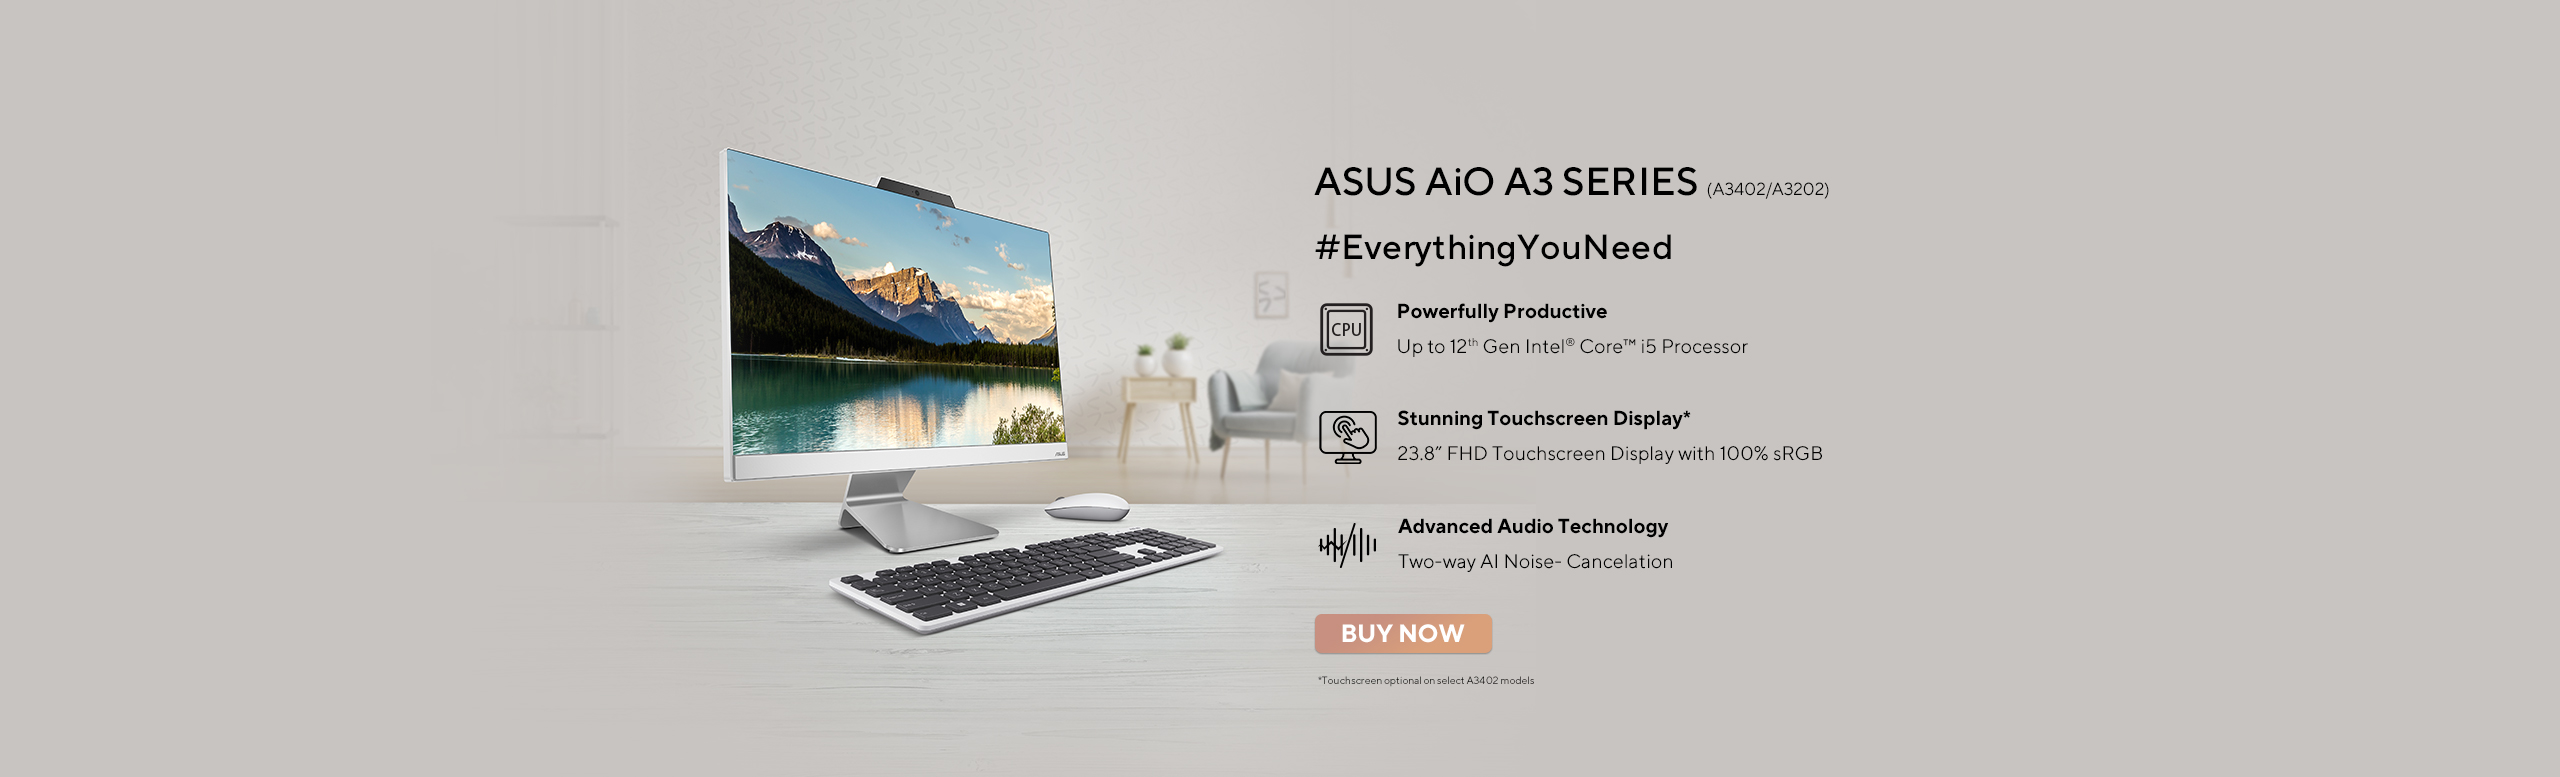 ASUS AiO A3 SERIES (A3402/A3202)
#EverythingYouNeed
CPU
Powerfully Productive
Up to 12th Gen Intel® Core™ i5 Processor
Stunning Touchscreen Display*
23.8” FHD Touchscreen Display with 100% sRGB
Advanced Audio Technology
Two-way AI Noise- Cancelation
BUY NOW
*Touchscreen optional on select A3402 models
ASUS